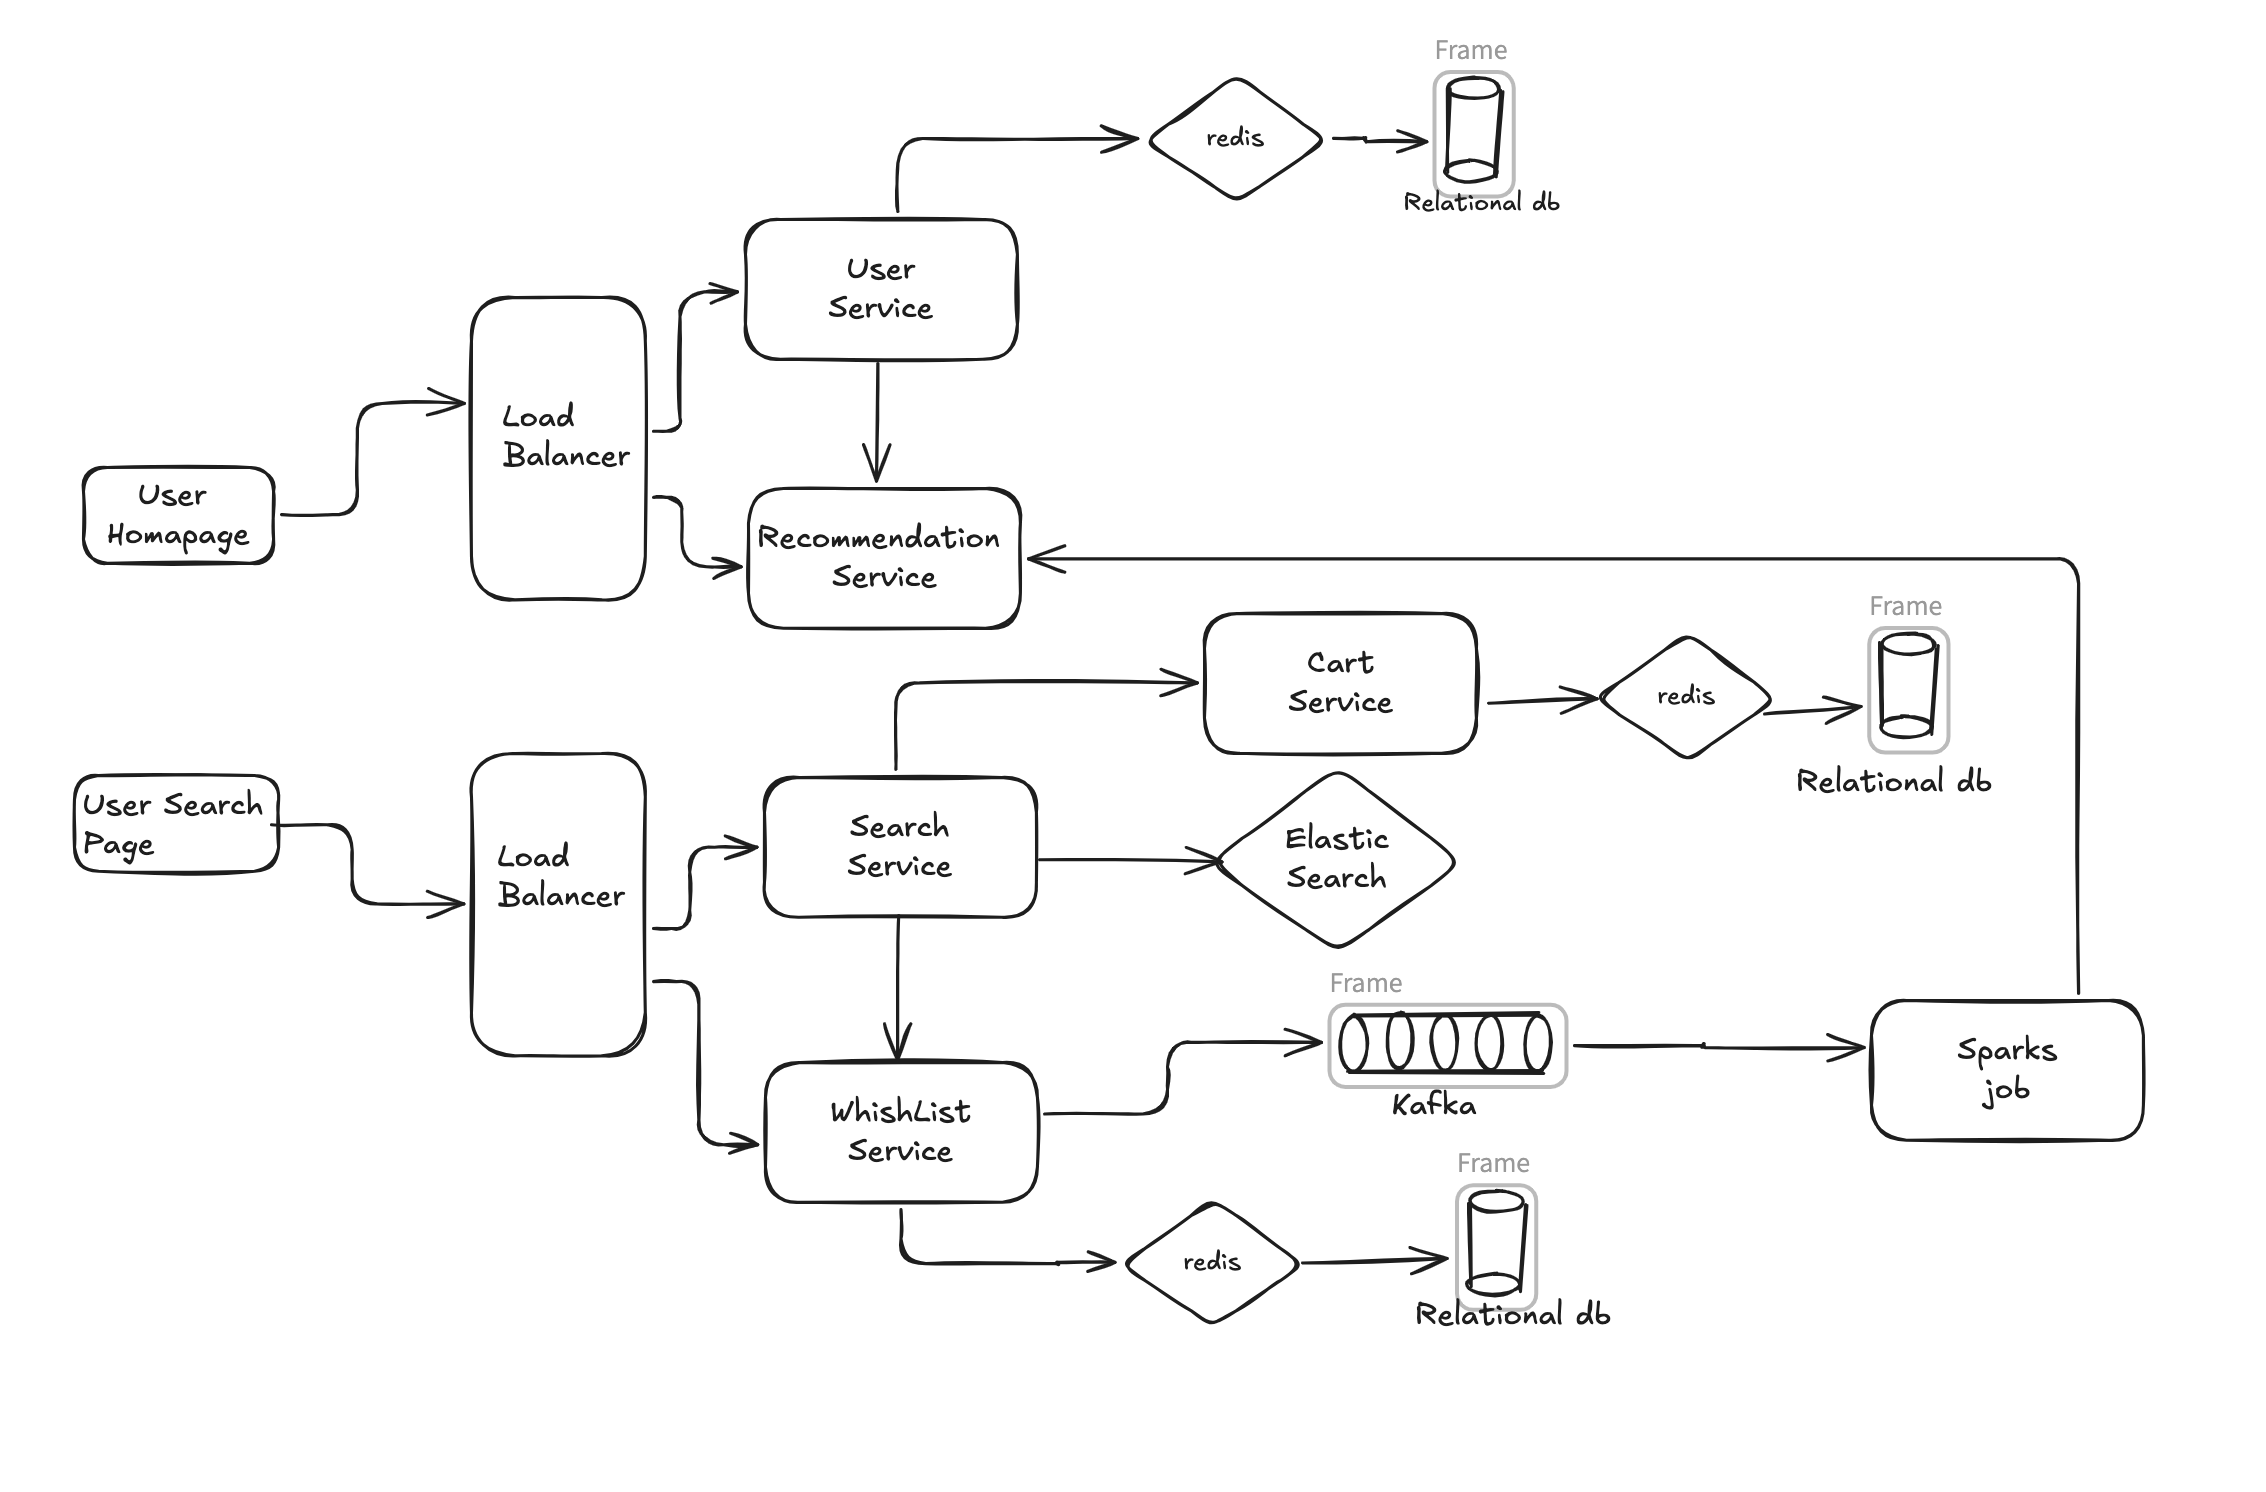 Frame
redis
Relational db
User
Service
Load
Balancer
User
Homapage
Recommendation
Service
Frame
Cart
Service
redis
Relational db
User Search
Page
Load
Balancer
Search
Service
Elastic
Search
Frame
Kafka
Sparks
job
WhishList
Service
Frame
redis
Relational db